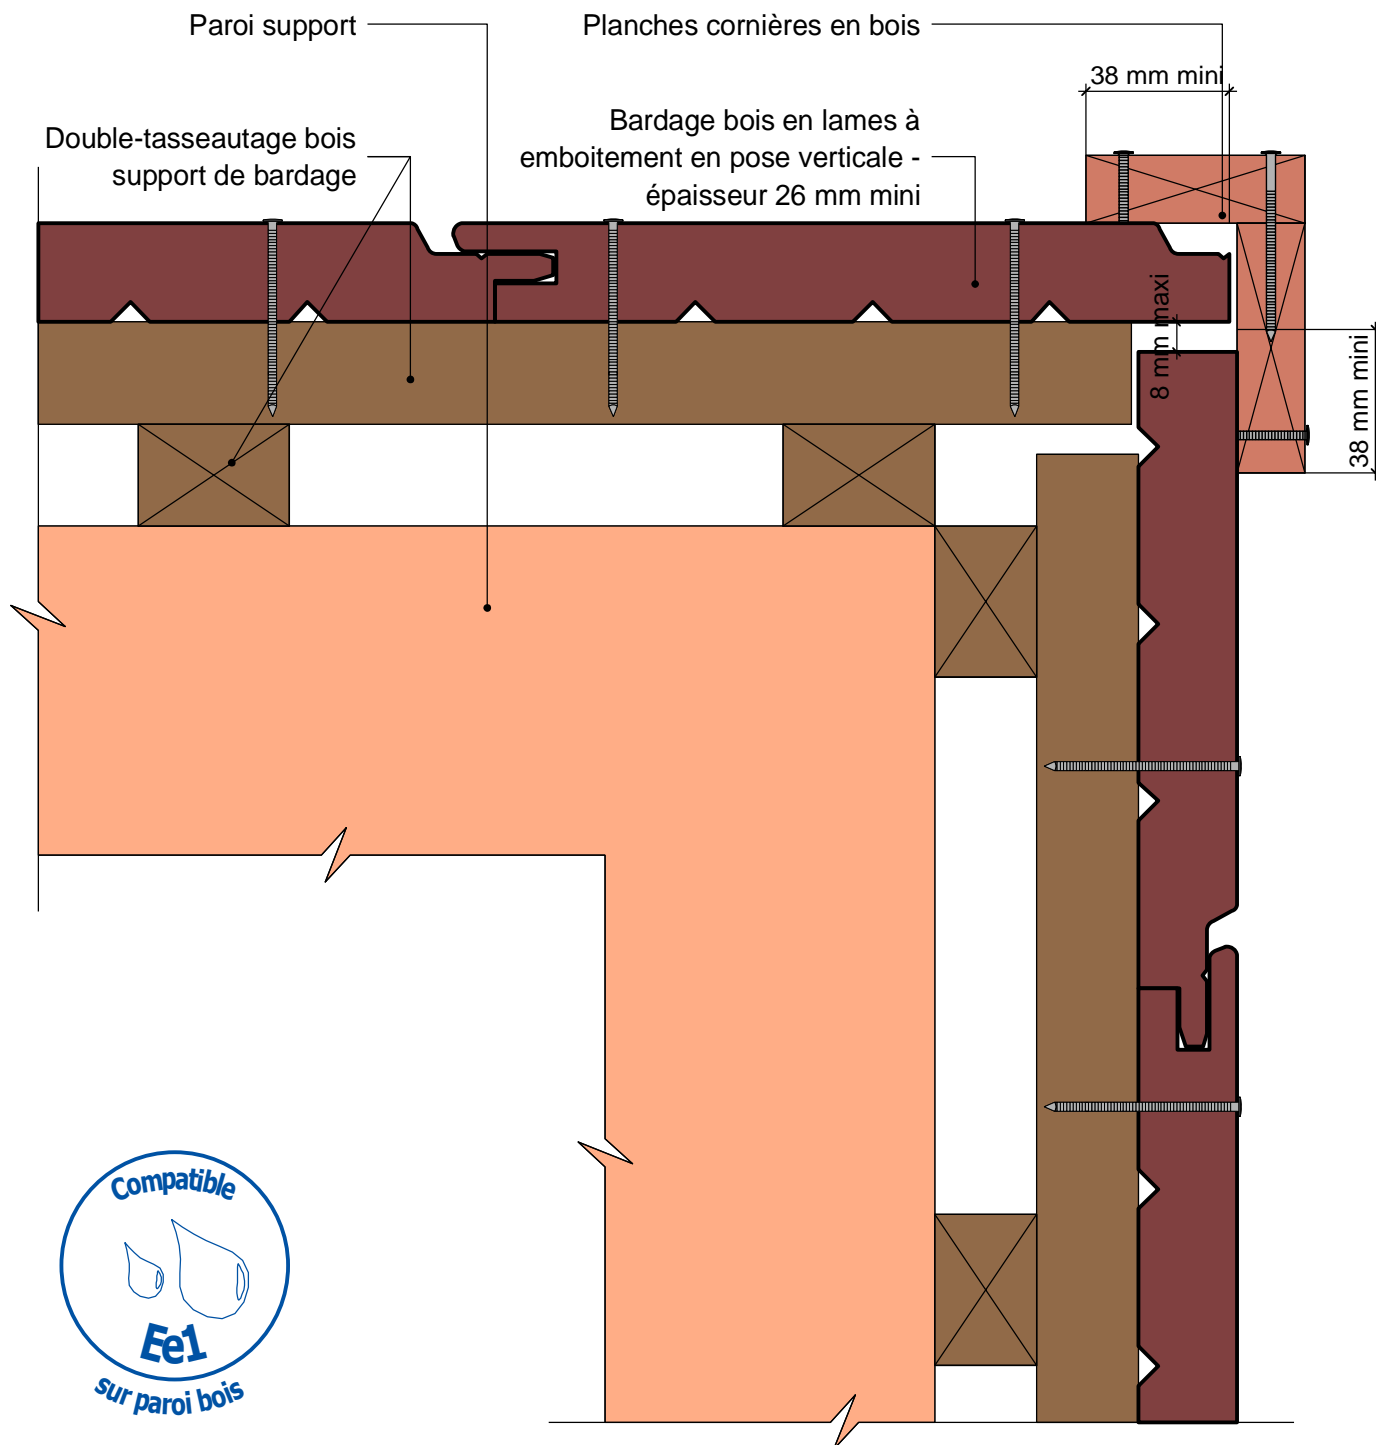 Paroi support
Planches cornières en bois
38 mm mini
Double-tasseautage bois
support de bardage
Bardage bois en lames à
emboitement en pose verticale -
épaisseur 26 mm mini
8 mm maxi
38 mm mini
Compatible
Ee1
sur paroi bois